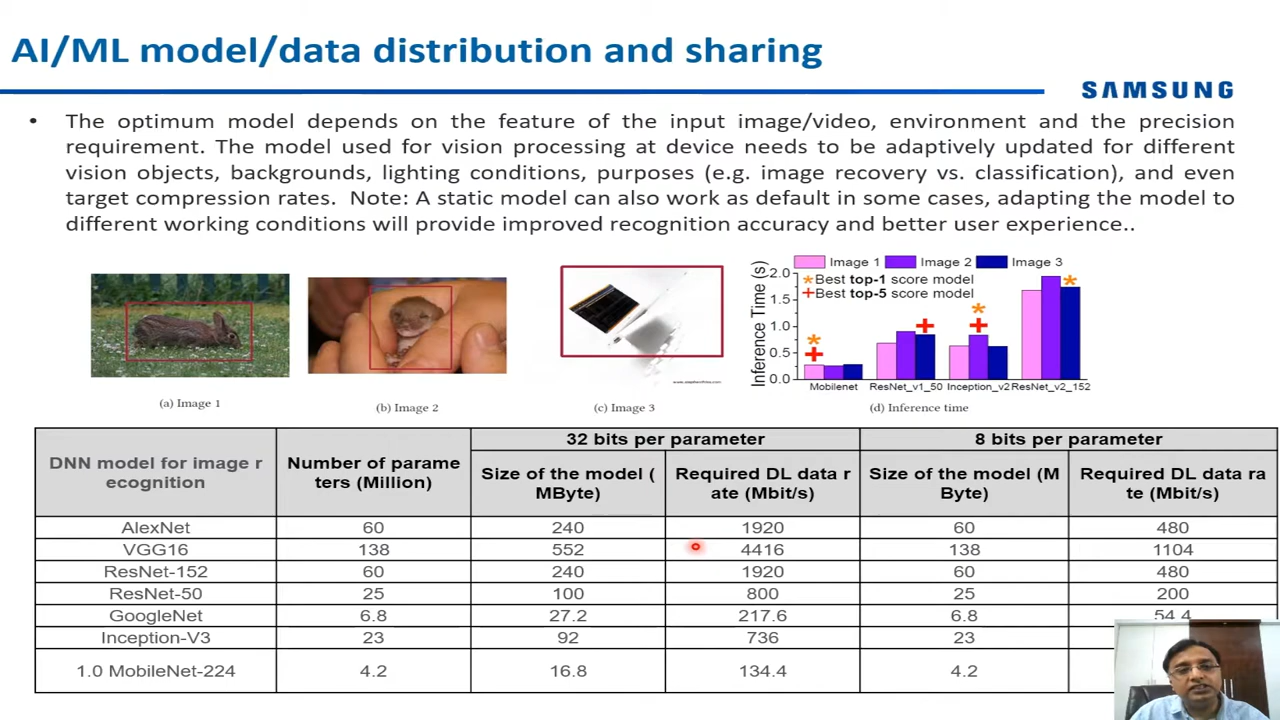 AI/ML model/data distribution and sharing
SAMSUNG
• The optimum model depends on the feature of the input image/video, environment and the precision
requirement. The model used for vision processing at device needs to be adaptively updated for different
vision objects, backgrounds, lighting conditions, purposes (e.g. image recovery vs. classification), and even
target compression rates. Note: A static model can also work as default in some cases, adapting the model to
different working conditions will provide improved recognition accuracy and better user experience..
Image 1 Image 2 Image 3
*Best top-1 score model
+Best top-5 score model
Inference Time (s)
2.0
1.5
1.0
0.5
0.0
Mobilenet ResNet_v1_50 Inception_v2 ResNet_v2_152
(a) Image 1 (b) Image 2 (c) Image 3 (d) Inference time
DNN model for image r
ecognition
Number of parame
ters (Million)
32 bits per parameter
8 bits per parameter
Size of the model (
MByte)
Required DL data r
ate (Mbit/s)
Size of the model (M
Byte)
Required DL data ra
te (Mbit/s)
AlexNet 60 240 1920 60 480
VGG16 138 552 4416 138 1104
ResNet-152 60 240 1920 60 480
ResNet-50 25 100 800 25 200
GoogleNet 6.8 27.2 217.6 6.8 54.4
Inception-V3 23 92 736 23
1.0 MobileNet-224 4.2 16.8 134.4 4.2